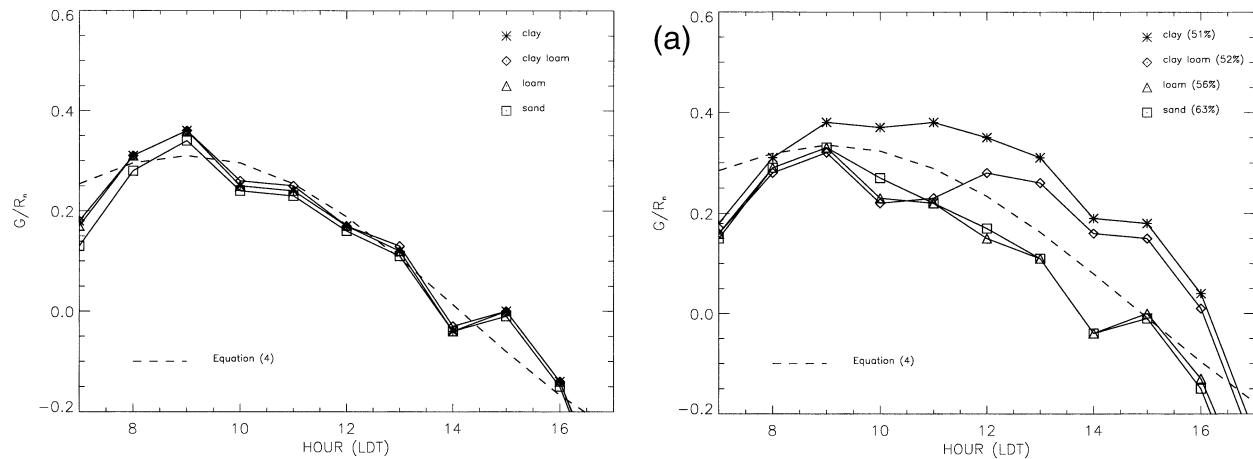 0.6
0.4
0.2
0.0
−0.2
G/Rₙ
clay
clay loam
loam
sand
Equation (4)
8
10
12
14
16
HOUR (LDT)
(a)
0.6
0.4
0.2
0.0
−0.2
G/Rₙ
clay (51%)
clay loam (52%)
loam (56%)
sand (63%)
Equation (4)
8
10
12
14
16
HOUR (LDT)